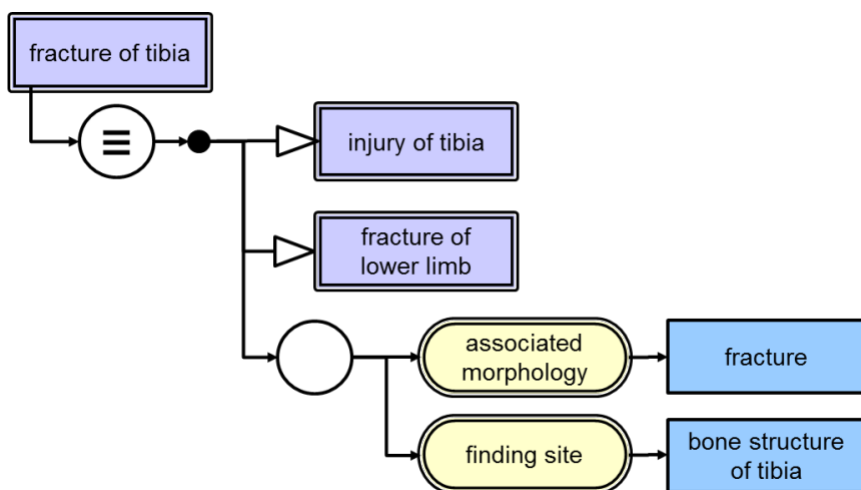 fracture of tibia
≡
injury of tibia
fracture of
lower limb
associated
morphology
fracture
finding site
bone structure
of tibia